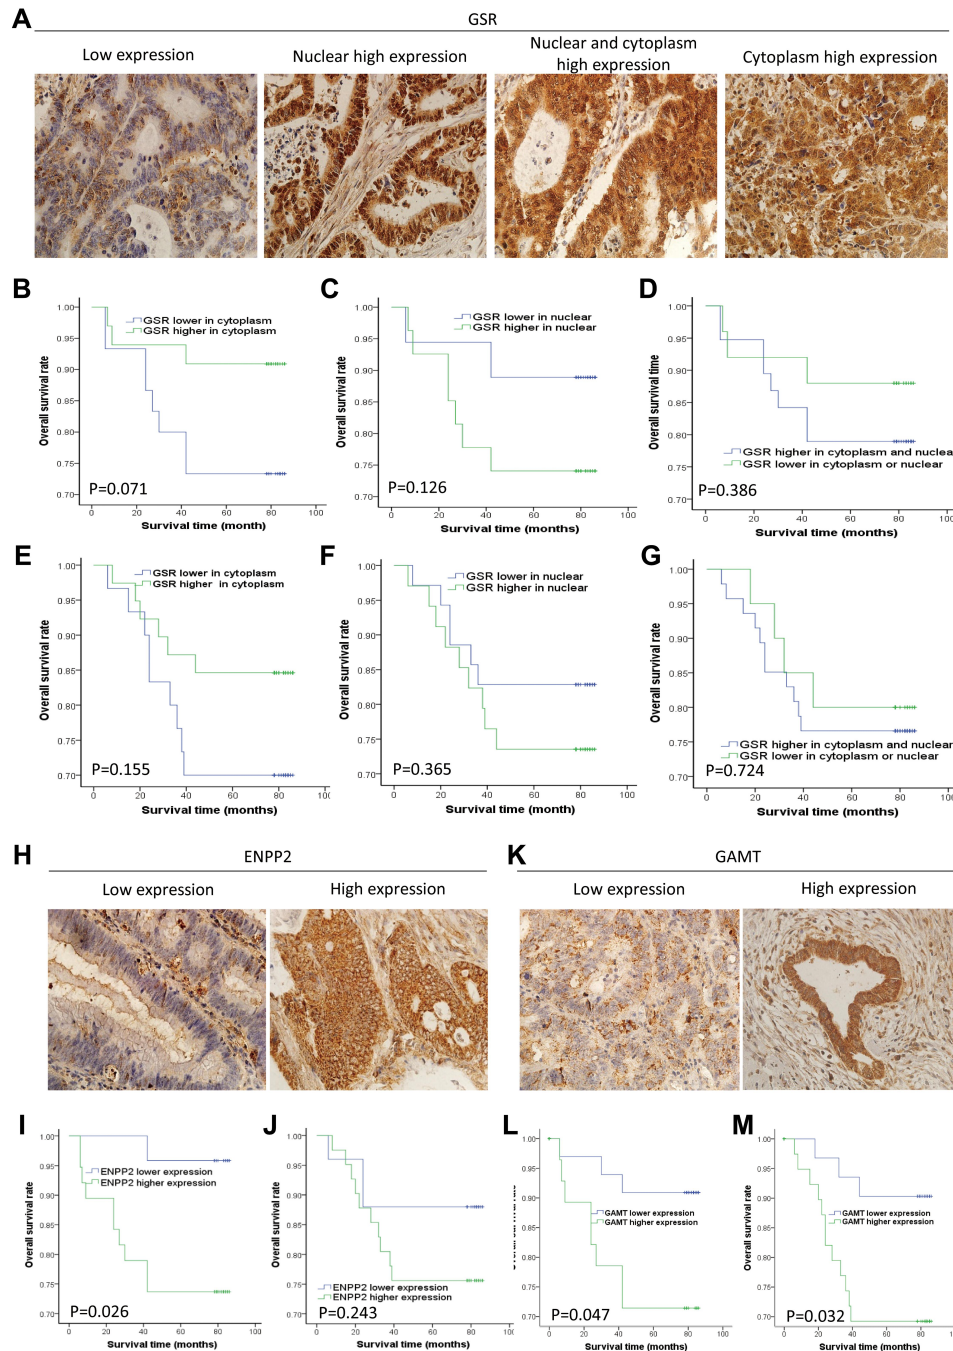 A
GSR
Low expression
Nuclear high expression
Nuclear and cytoplasm
high expression
Cytoplasm high expression
B
Overall survival rate
1.00
0.95
0.90
0.85
0.80
0.75
0.70
GSR lower in cytoplasm
GSR higher in cytoplasm
P=0.071
0 20 40 60 80 100
Survival time (months)
C
Overall survival rate
1.00
0.95
0.90
0.85
0.80
0.75
0.70
GSR lower in nuclear
GSR higher in nuclear
P=0.126
0 20 40 60 80 100
Survival time (months)
D
Overall survival time
1.00
0.95
0.90
0.85
0.80
0.75
0.70
GSR higher in cytoplasm and nuclea
GSR lower in cytoplasm or nuclear
P=0.386
0 20 40 60 80 100
Survival time (months)
E
Overall survival rate
1.00
0.95
0.90
0.85
0.80
0.75
0.70
GSR lower in cytoplasm
GSR higher in cytoplasm
P=0.155
0 20 40 60 80 100
Survival time (months)
F
Overall survival rate
1.00
0.95
0.90
0.85
0.80
0.75
0.70
GSR lower in nuclear
GSR higher in nuclear
P=0.365
0 20 40 60 80 100
Survival time (months)
G
Overall survival rate
1.00
0.95
0.90
0.85
0.80
0.75
0.70
GSR higher in cytoplasm and nuclea
GSR lower in cytoplasm or nuclear
P=0.724
0 20 40 60 80 100
Survival time (months)
H
ENPP2
Low expression
High expression
K
GAMT
Low expression
High expression
I
Overall survival rate
1.00
0.95
0.90
0.85
0.80
0.75
0.70
ENPP2 lower expression
ENPP2 higher expression
P=0.026
0 20 40 60 80 100
Survival time (months)
J
Overall survival rate
1.00
0.95
0.90
0.85
0.80
0.75
0.70
ENPP2 lower expression
ENPP2 higher expression
P=0.243
0 20 40 60 80 100
Survival time (months)
L
Overall survival rate
1.00
0.95
0.90
0.85
0.80
0.75
0.70
GAMT lower expression
GAMT higher expression
P=0.047
0 20 40 60 80 100
Survival time (months)
M
Overall survival rate
1.00
0.95
0.90
0.85
0.80
0.75
0.70
GAMT lower expression
GAMT higher expression
P=0.032
0 20 40 60 80
Survival time (months)